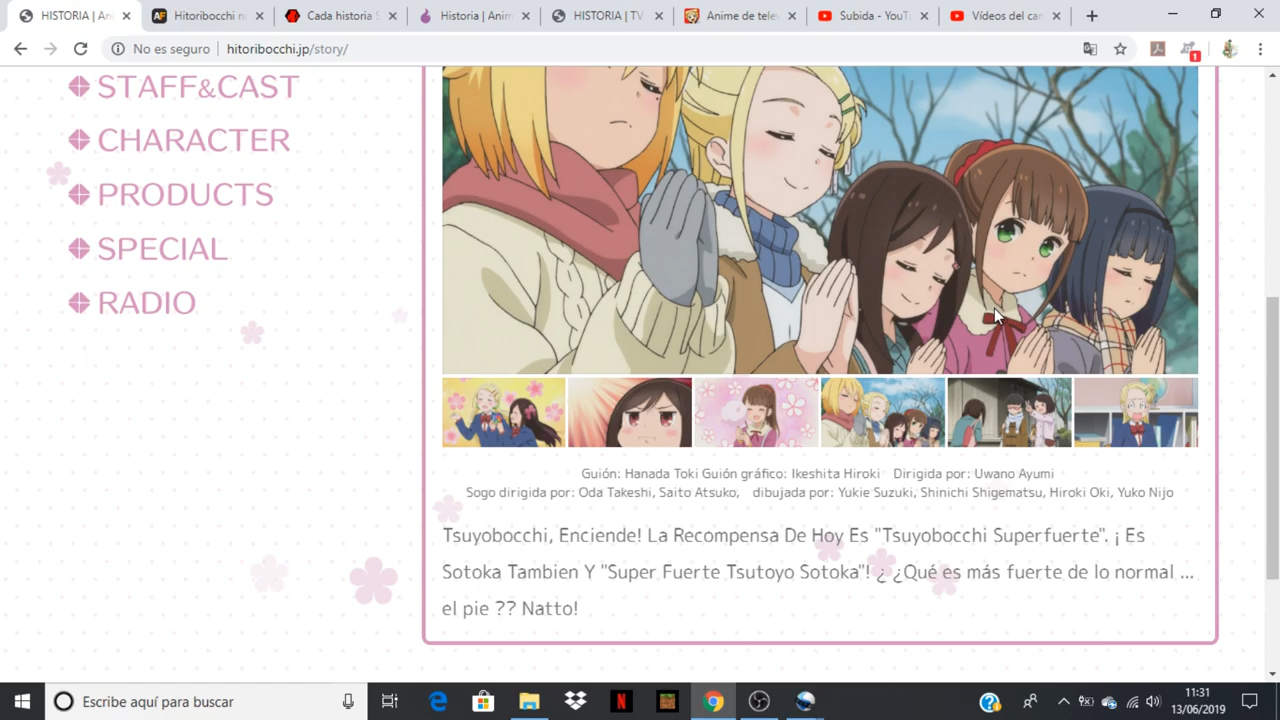 HISTORIA | Ani
Hitoribocchi n
Cada historia S
Historia | Anim
HISTORIA | TV
Anime de telev
Subida - YouT
Vídeos del can
No es seguro
hitoribocchi.jp/story/
1
STAFF&CAST
CHARACTER
PRODUCTS
SPECIAL
RADIO
Guión: Hanada Toki Guión gráfico: Ikeshita Hiroki Dirigida por: Uwano Ayumi
Sogo dirigida por: Oda Takeshi, Saito Atsuko, dibujada por: Yukie Suzuki, Shinichi Shigematsu, Hiroki Oki, Yuko Nijo
Tsuyobocchi, Enciende! La Recompensa De Hoy Es "Tsuyobocchi Superfuerte". ¡ Es
Sotoka Tambien Y "Super Fuerte Tsutoyo Sotoka"! ¿ ¿Qué es más fuerte de lo normal ...
el pie ?? Natto!
Escribe aquí para buscar
11:31
13/06/2019